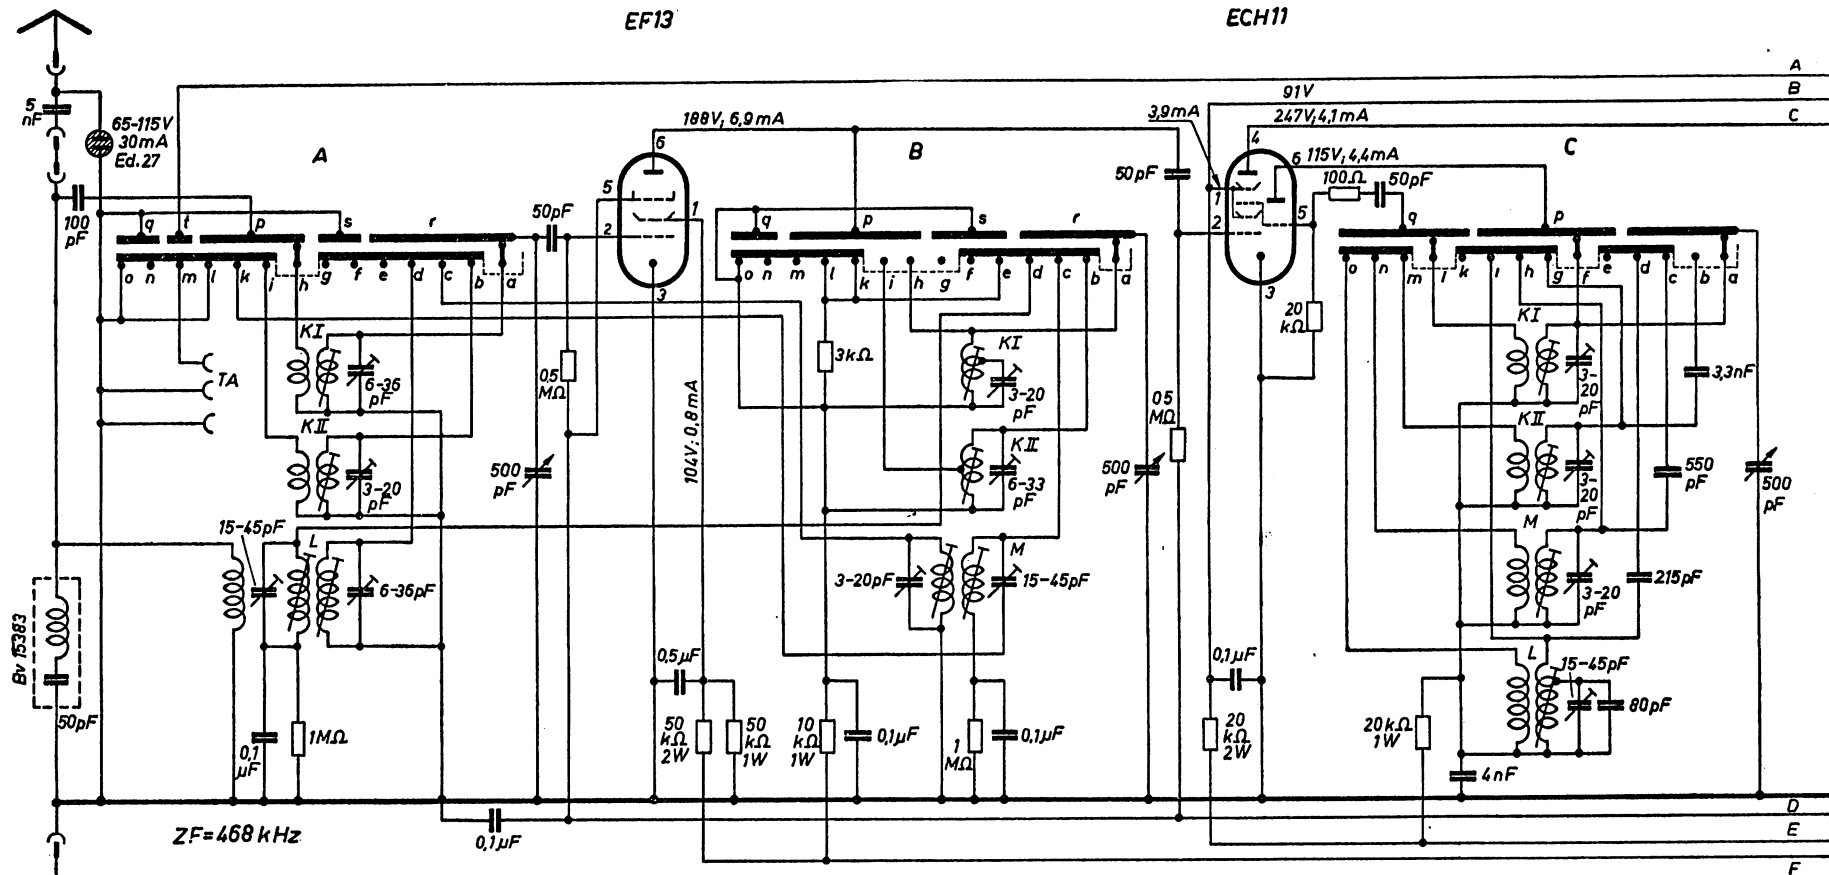 EF13
ECH11
5 nF
65-115V
30mA
Ed.27
A
100 pF
q t p s r
o n m l k i h g f e d c b a
TA
KI
6-36 pF
KII
3-20 pF
15-45pF
L
6-36pF
Bv 15383
50pF
0,1 µF
1MΩ
ZF=468 kHz
0,1µF
50pF
0,5 MΩ
500 pF
6
5
1
2
3
188V; 6,9mA
104V; 0,8mA
0,5µF
50 kΩ 2W
50 kΩ 1W
B
q p s r
o n m l k i h g f e d c b a
3kΩ
KI
3-20 pF
KII
6-33 pF
3-20pF
M
15-45pF
10 kΩ 1W
0,1µF
1 MΩ
0,1µF
50pF
05 MΩ
500 pF
3,9mA
91V
247V; 4,1mA
4
6
115V; 4,4mA
1
2
5
3
100Ω
50pF
20 kΩ
0,1µF
20 kΩ 2W
C
q p
o n m l k i h g f e d c b a
KI
3-20 pF
3,3nF
KII
3-20 pF
550 pF
500 pF
M
3-20 pF
215pF
L
15-45pF
80pF
20kΩ 1W
4nF
A
B
C
D
E
F